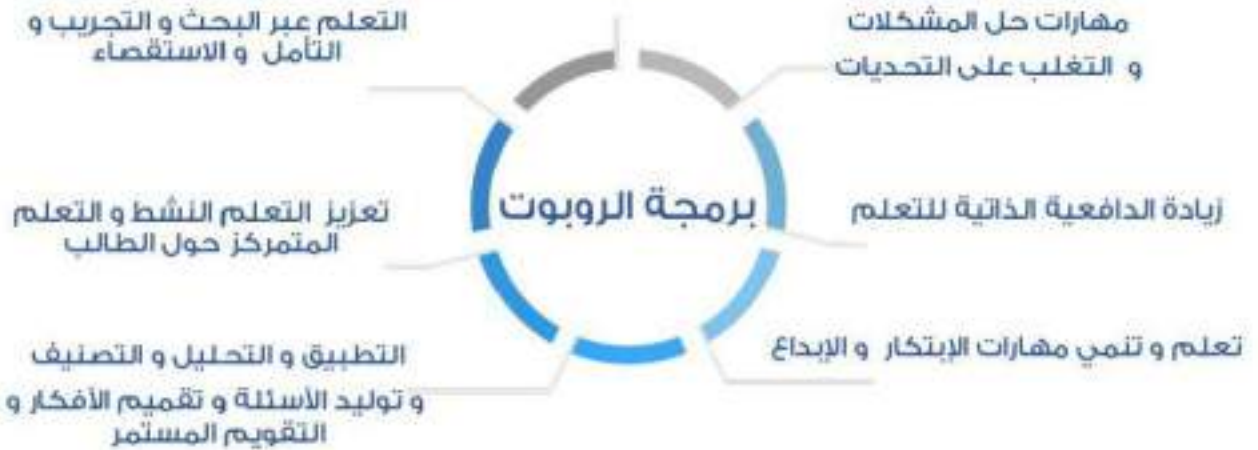 مهارات حل المشكلات
و التغلب على التحديات
زيادة الدافعية الذاتية للتعلم
تعلم و تنمي مهارات الإبتكار و الإبداع
برمجة الروبوت
التعلم عبر البحث و التجريب و
التأمل و الاستقصاء
تعزيز التعلم النشط و التعلم
المتمركز حول الطالب
التطبيق و التحليل و التصنيف
و توليد الأسئلة و تقميم الأفكار و
التقويم المستمر